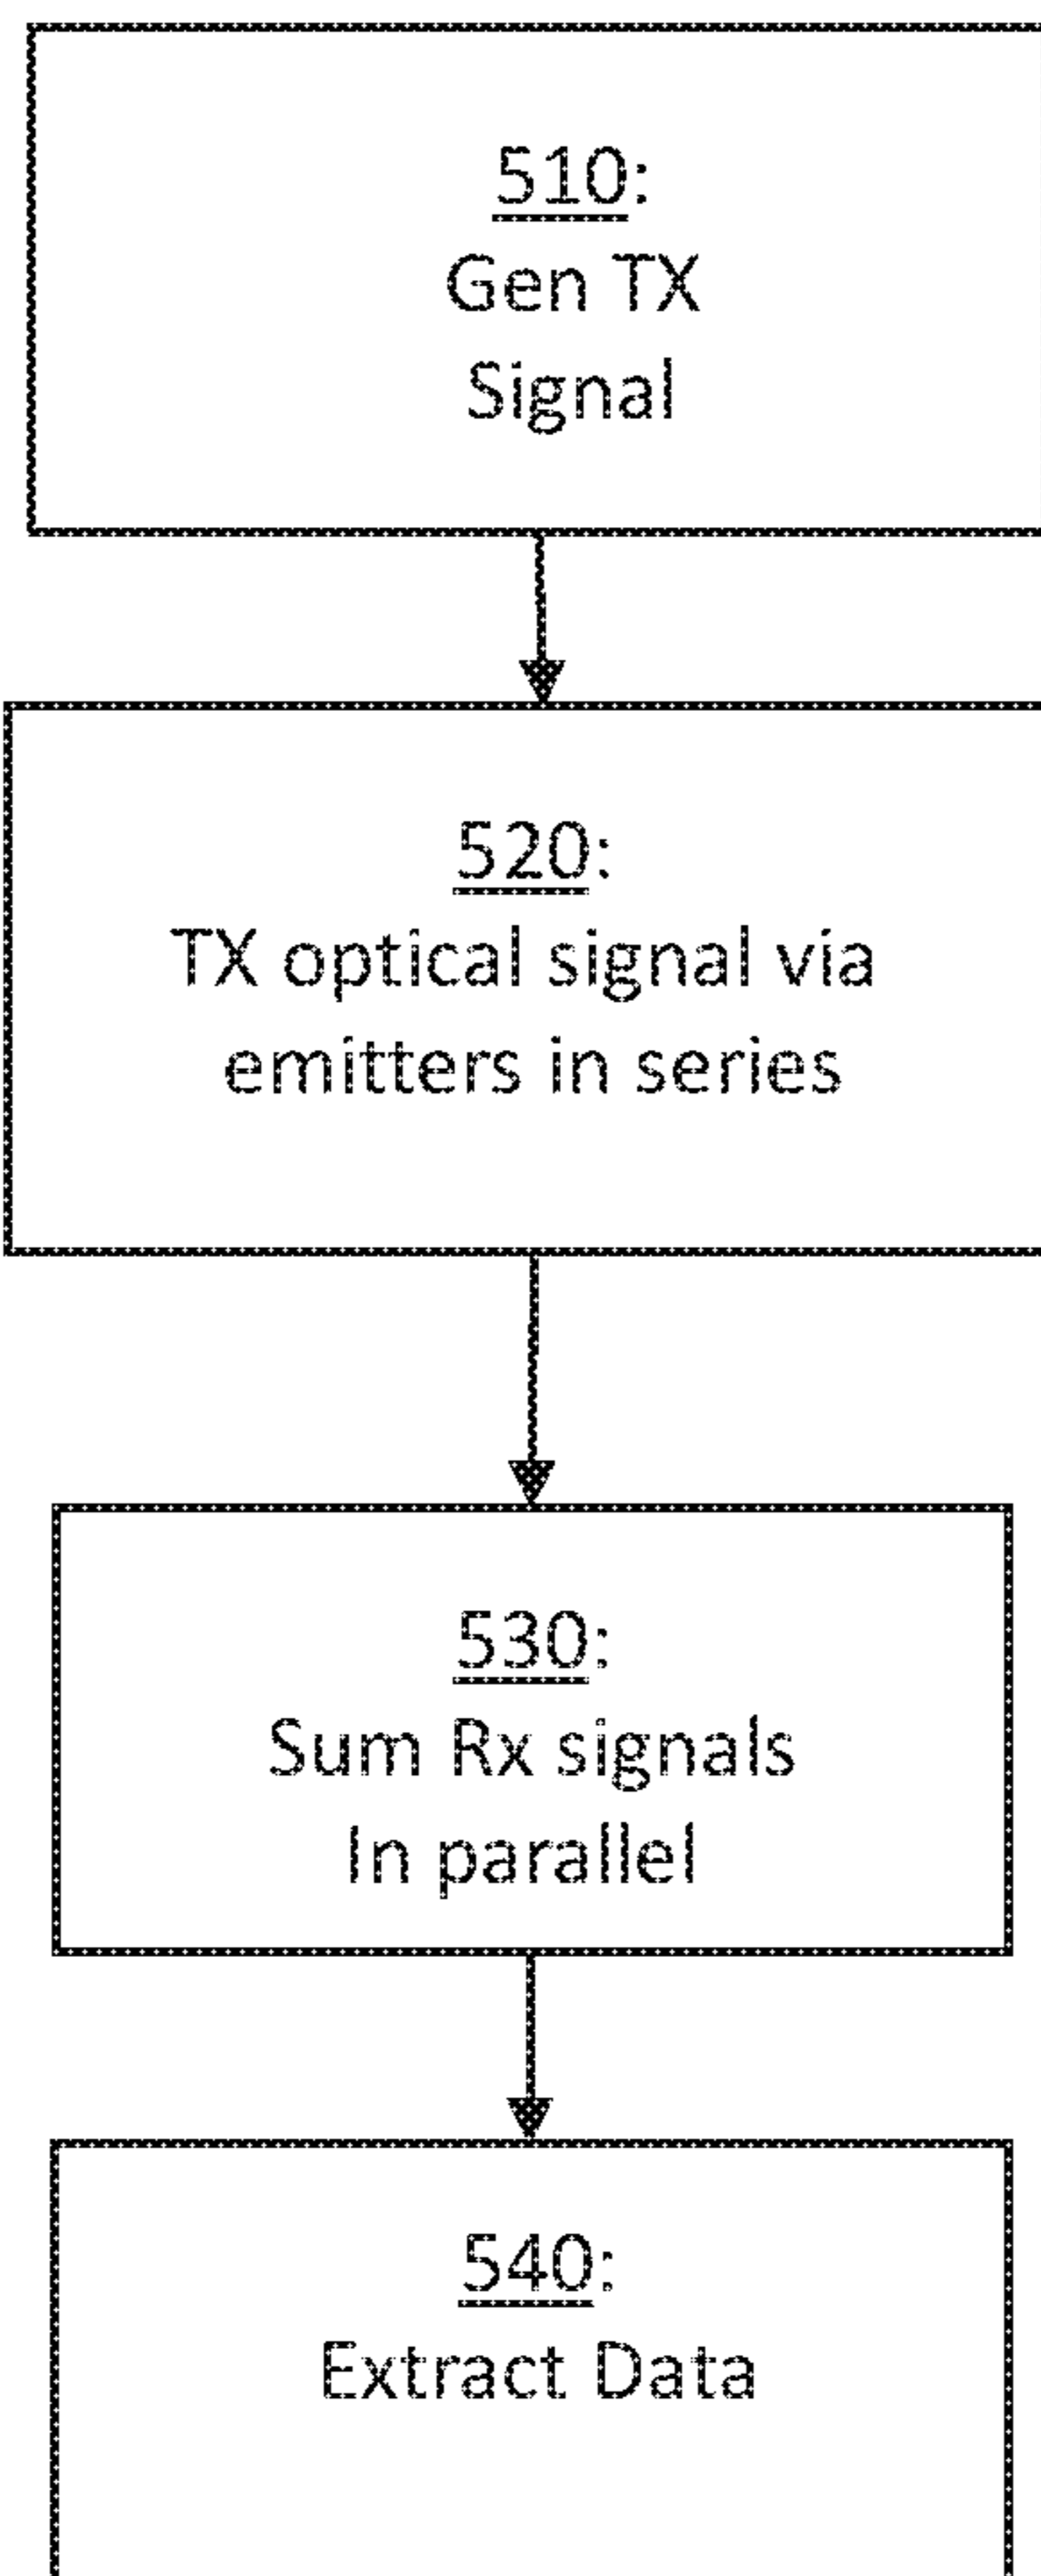 510:
Gen TX
Signal
520:
TX optical signal via
emitters in series
530:
Sum Rx signals
In parallel
540:
Extract Data